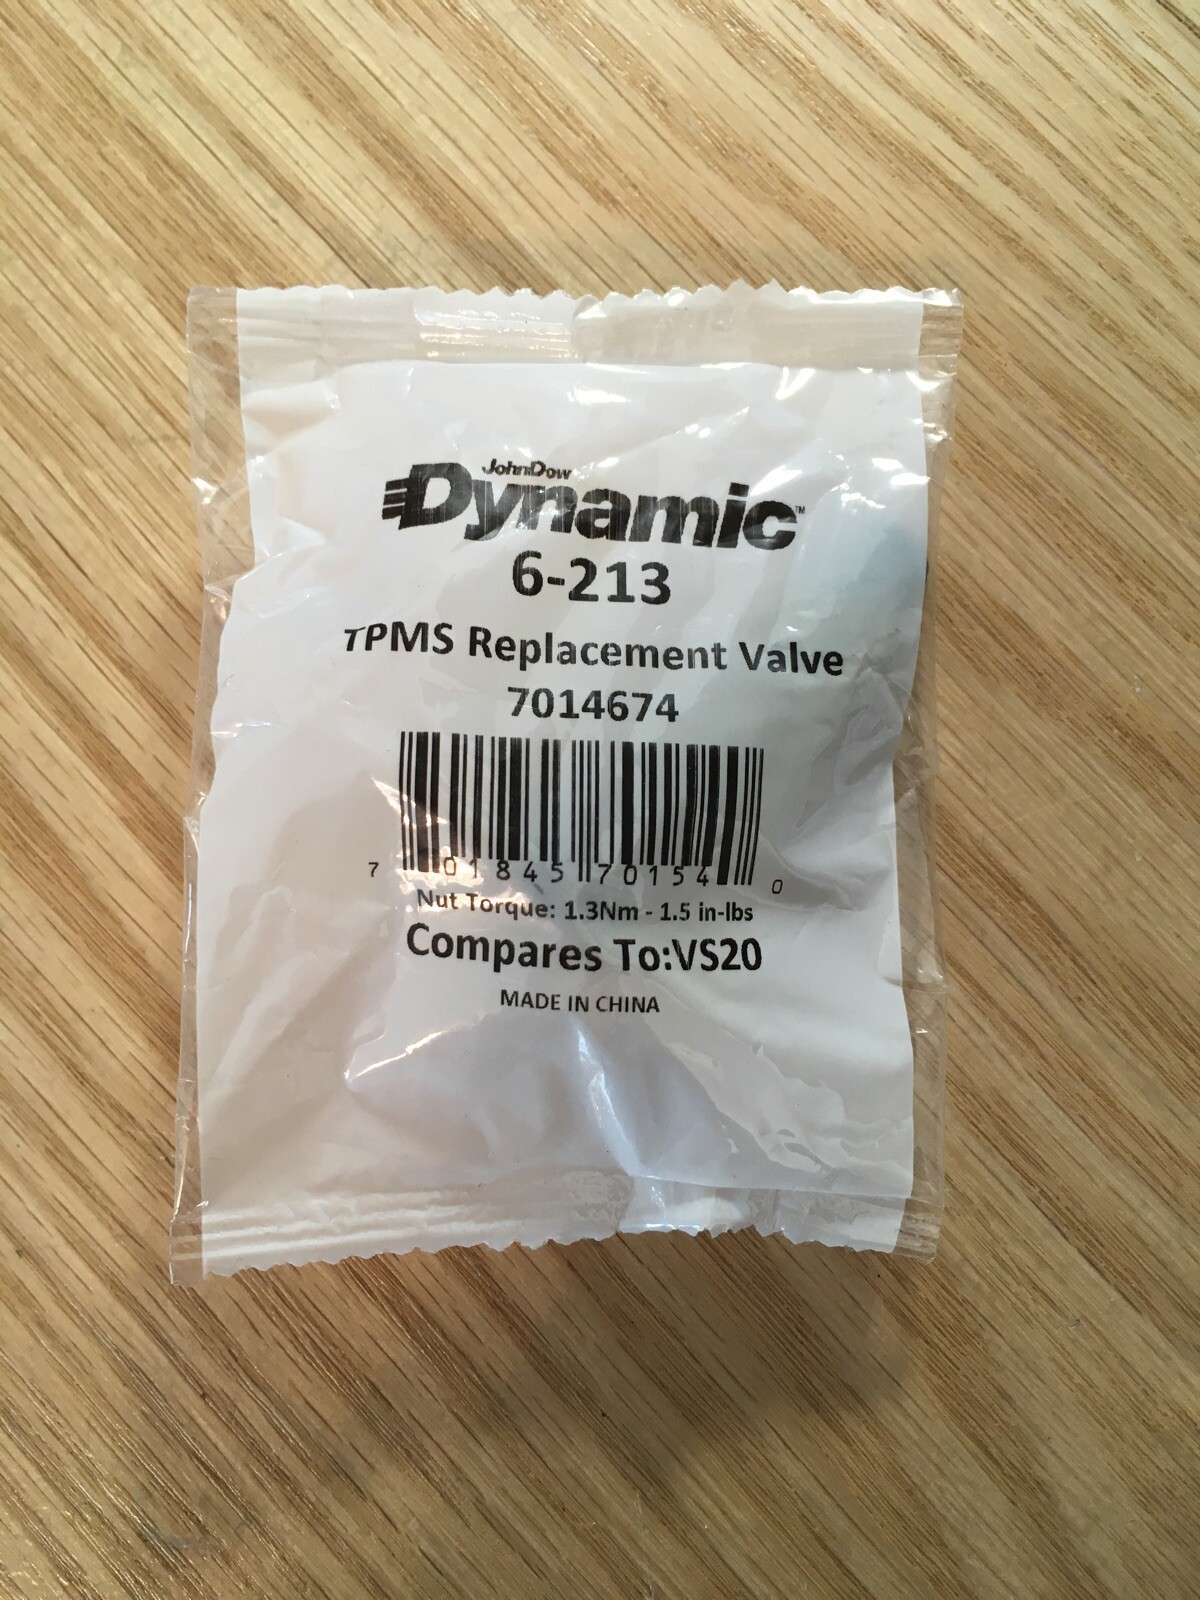 JohnDow
Dynamic™
6-213
TPMS Replacement Valve
7014674
7 01845 70154 0
Nut Torque: 1.3Nm - 1.5 in-lbs
Compares To:VS20
MADE IN CHINA